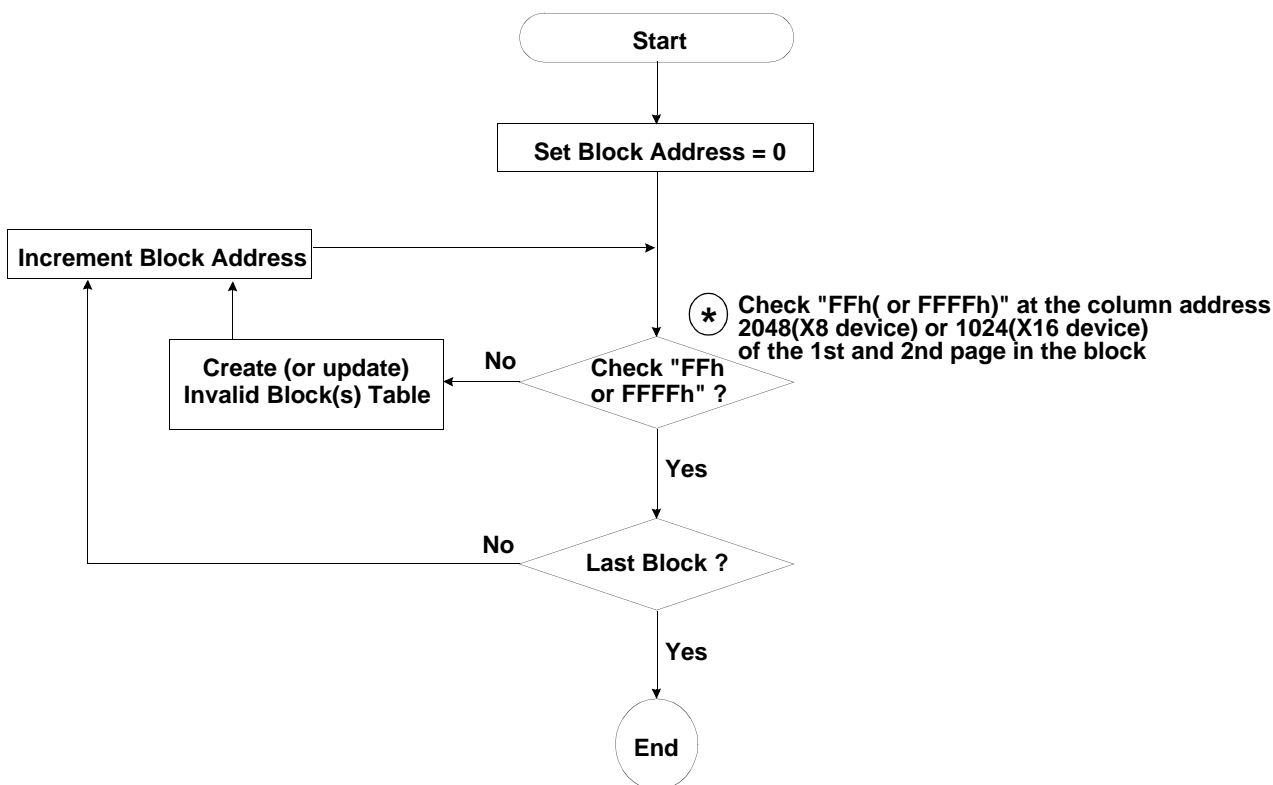 Start
Set Block Address = 0
Increment Block Address
* Check "FFh( or FFFFh)" at the column address
2048(X8 device) or 1024(X16 device)
of the 1st and 2nd page in the block
Create (or update)
Invalid Block(s) Table
No
Check "FFh
or FFFFh" ?
Yes
No
Last Block ?
Yes
End